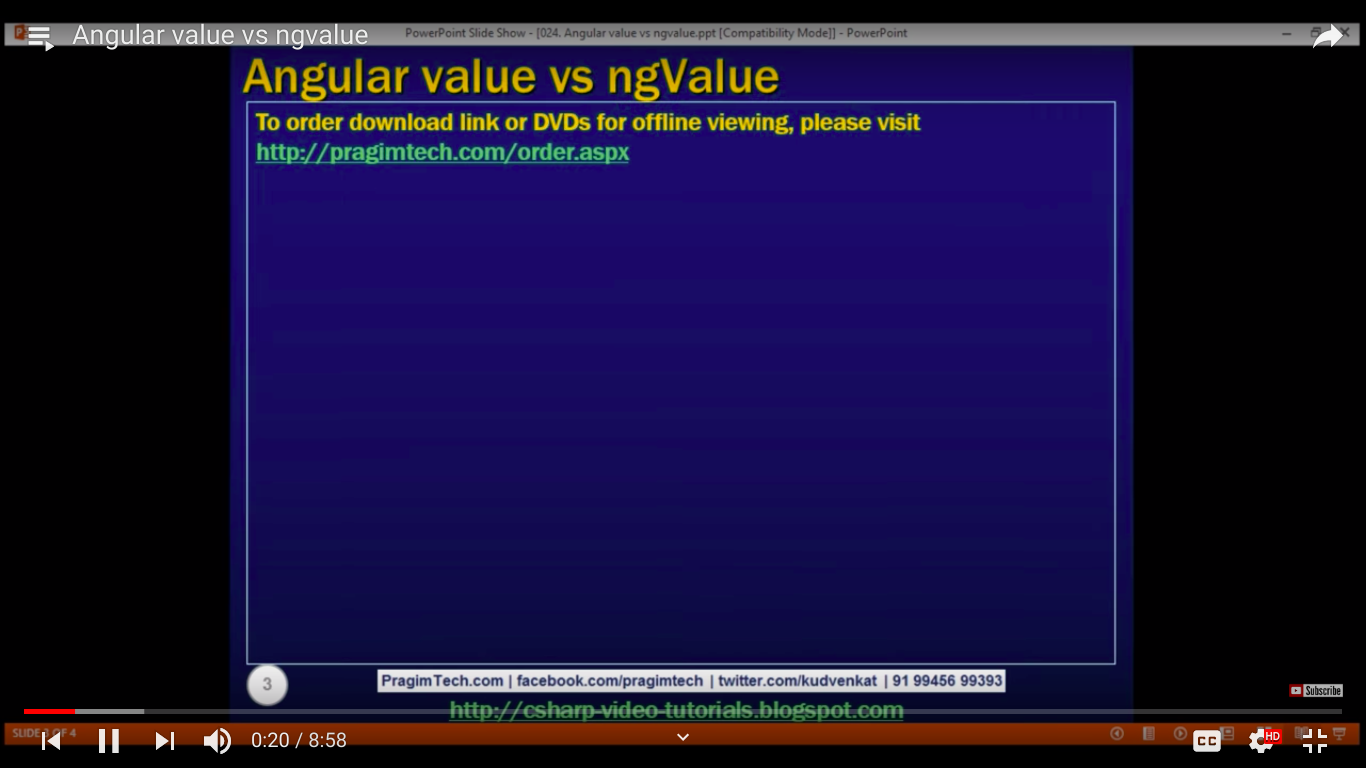 Angular value vs ngvalue
PowerPoint Slide Show - [024. Angular value vs ngvalue.ppt [Compatibility Mode]] - PowerPoint
Angular value vs ngValue
To order download link or DVDs for offline viewing, please visit
http://pragimtech.com/order.aspx
3
PragimTech.com | facebook.com/pragimtech | twitter.com/kudvenkat | 91 99456 99393
Subscribe
http://csharp-video-tutorials.blogspot.com
SLIDE OF 4
0:20 / 8:58
CC
HD